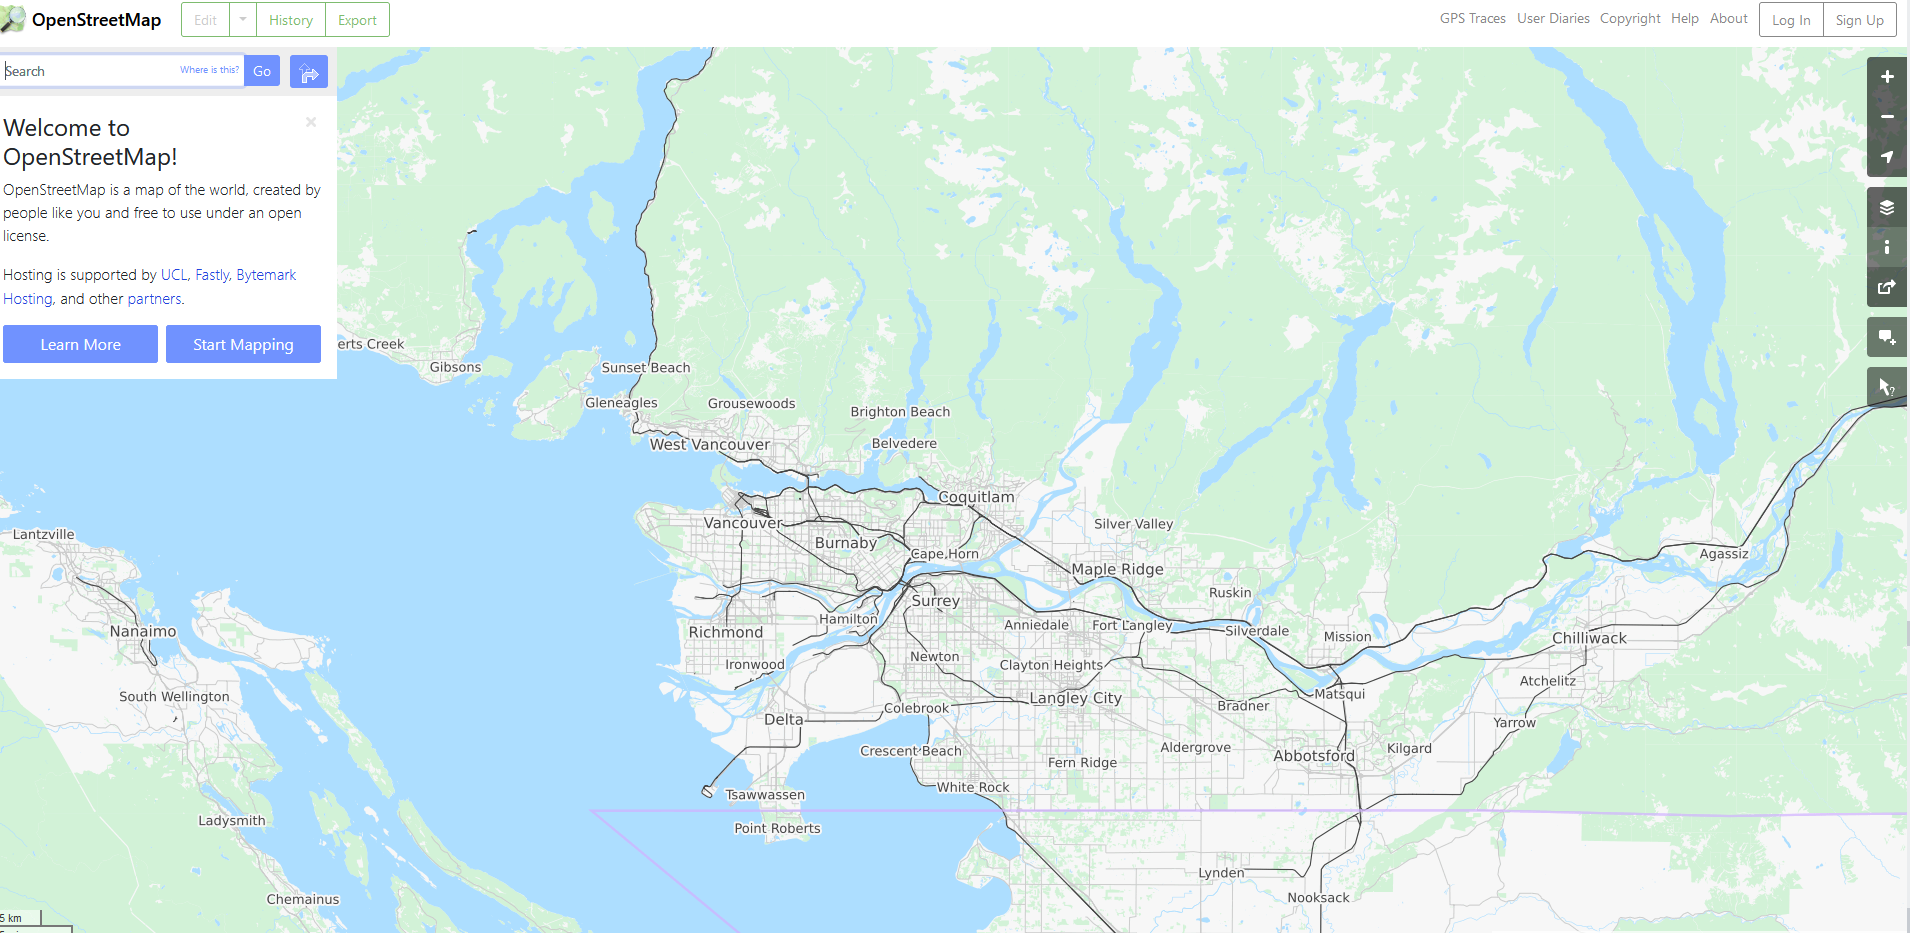 OpenStreetMap
Edit
History
Export
GPS Traces
User Diaries
Copyright
Help
About
Log In
Sign Up
Search
Where is this?
Go
Welcome to
OpenStreetMap!
OpenStreetMap is a map of the world, created by
people like you and free to use under an open
license.
Hosting is supported by UCL, Fastly, Bytemark
Hosting, and other partners.
Learn More
Start Mapping
erts Creek
Gibsons
Sunset Beach
Gleneagles
Grousewoods
Brighton Beach
West Vancouver
Belvedere
Coquitlam
Vancouver
Silver Valley
Lantzville
Burnaby
Cape Horn
Agassiz
Maple Ridge
Ruskin
Surrey
Nanaimo
Richmond
Hamilton
Anniedale
Fort Langley
Silverdale
Mission
Chilliwack
Ironwood
Newton
Clayton Heights
Atchelitz
South Wellington
Langley City
Matsqui
Colebrook
Bradner
Delta
Yarrow
Crescent Beach
Aldergrove
Kilgard
Fern Ridge
Abbotsford
Tsawwassen
White Rock
Ladysmith
Point Roberts
Lynden
Chemainus
Nooksack
5 km